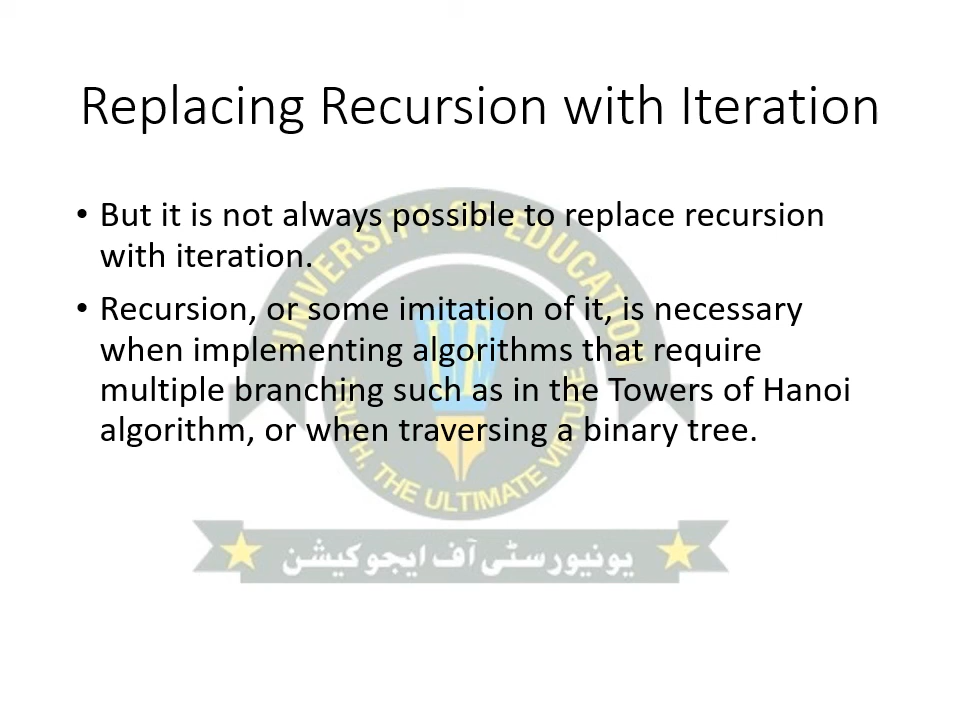 Replacing Recursion with Iteration
• But it is not always possible to replace recursion
with iteration.
• Recursion, or some imitation of it, is necessary
when implementing algorithms that require
multiple branching such as in the Towers of Hanoi
algorithm, or when traversing a binary tree.
UNIVERSITY OF EDUCATION
TRUTH, THE ULTIMATE VIRTUE
یونیورسٹی آف ایجوکیشن